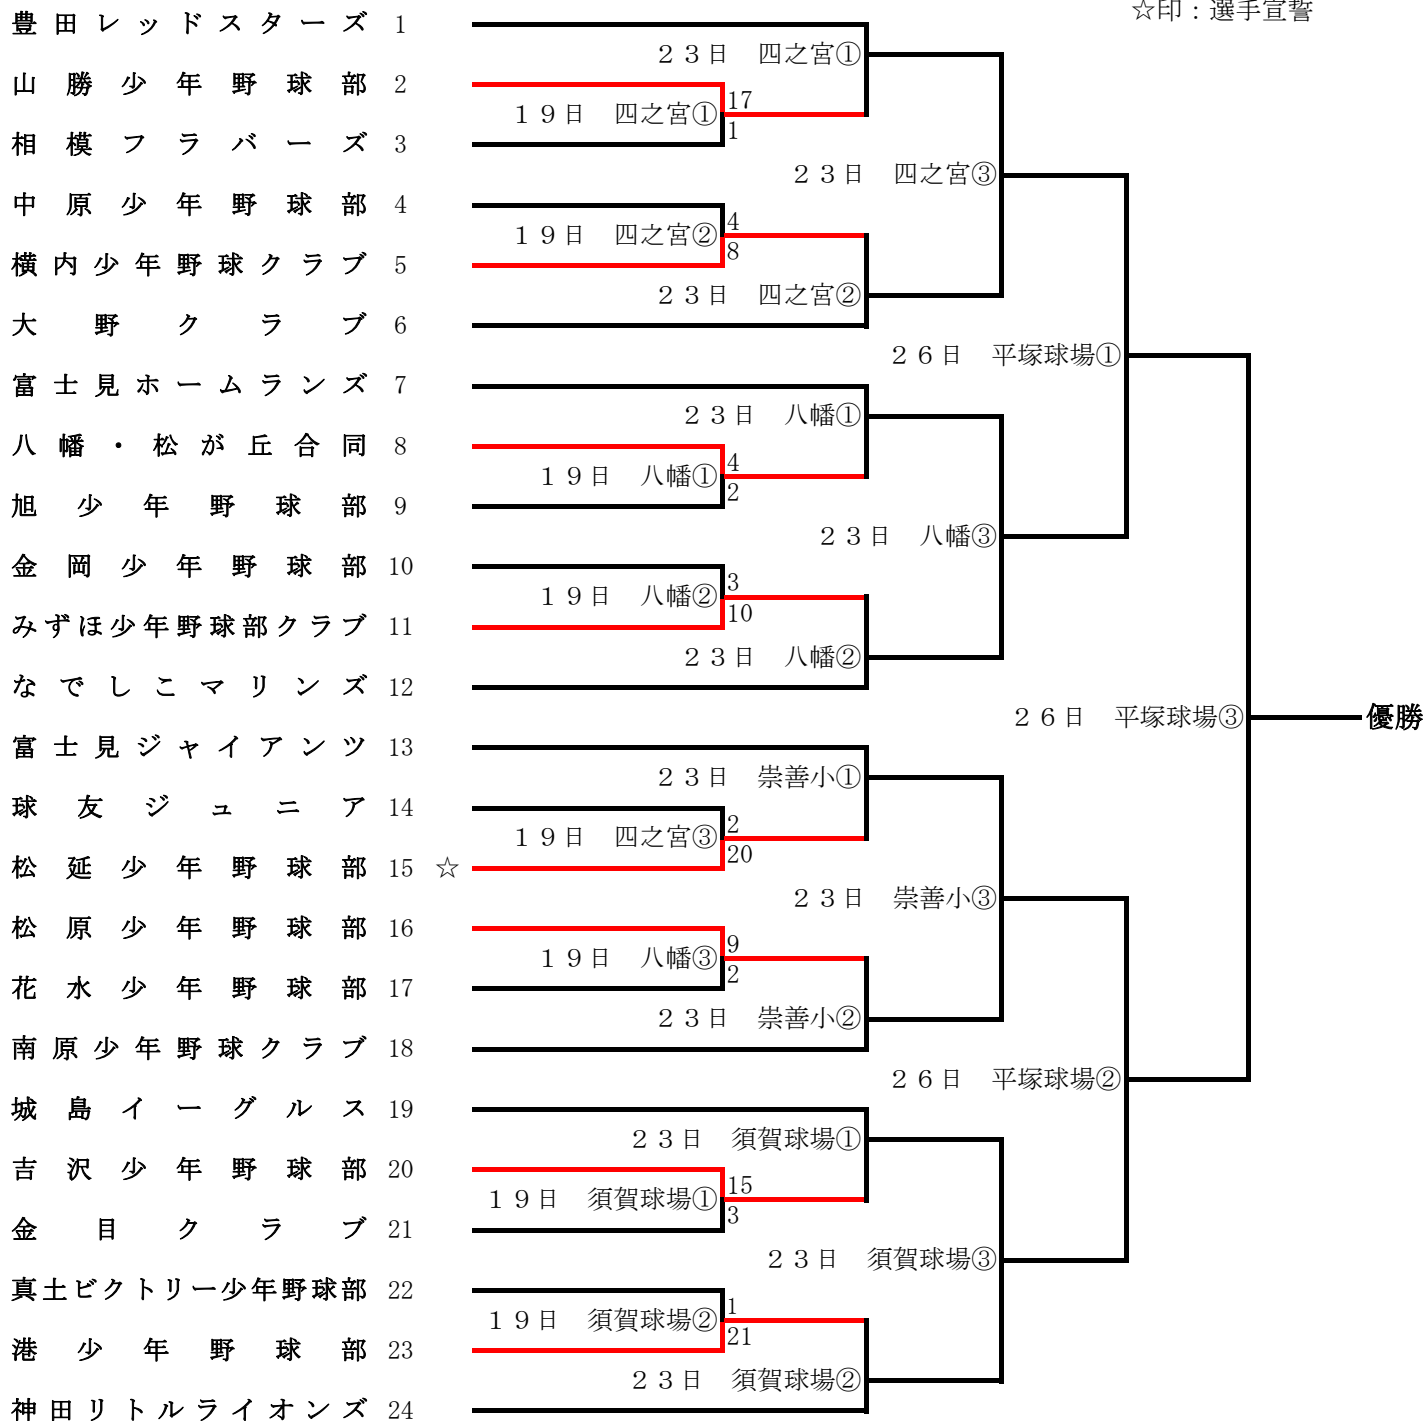 ☆印：選手宣誓
豊田レッドスターズ 1
２３日　四之宮①
山勝少年野球部 2
17
１９日　四之宮①
1
相模フラバーズ 3
２３日　四之宮③
中原少年野球部 4
4
１９日　四之宮②
8
横内少年野球クラブ 5
２３日　四之宮②
大野クラブ 6
２６日　平塚球場①
富士見ホームランズ 7
２３日　八幡①
八幡・松が丘合同 8
4
１９日　八幡①
2
旭少年野球部 9
２３日　八幡③
金岡少年野球部 10
3
１９日　八幡②
10
みずほ少年野球部クラブ 11
２３日　八幡②
なでしこマリンズ 12
２６日　平塚球場③ 優勝
富士見ジャイアンツ 13
２３日　崇善小①
球友ジュニア 14
2
１９日　四之宮③
20
松延少年野球部 15 ☆
２３日　崇善小③
松原少年野球部 16
9
１９日　八幡③
2
花水少年野球部 17
２３日　崇善小②
南原少年野球クラブ 18
２６日　平塚球場②
城島イーグルス 19
２３日　須賀球場①
吉沢少年野球部 20
15
１９日　須賀球場①
3
金目クラブ 21
２３日　須賀球場③
真土ビクトリー少年野球部 22
1
１９日　須賀球場②
21
港少年野球部 23
２３日　須賀球場②
神田リトルライオンズ 24